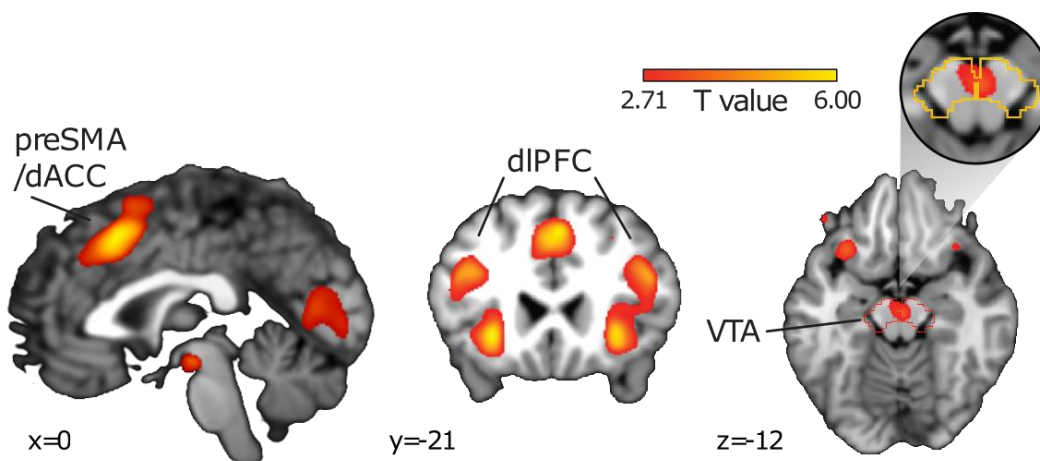 preSMA
/dACC
dlPFC
2.71 T value 6.00
VTA
x=0
y=-21
z=-12